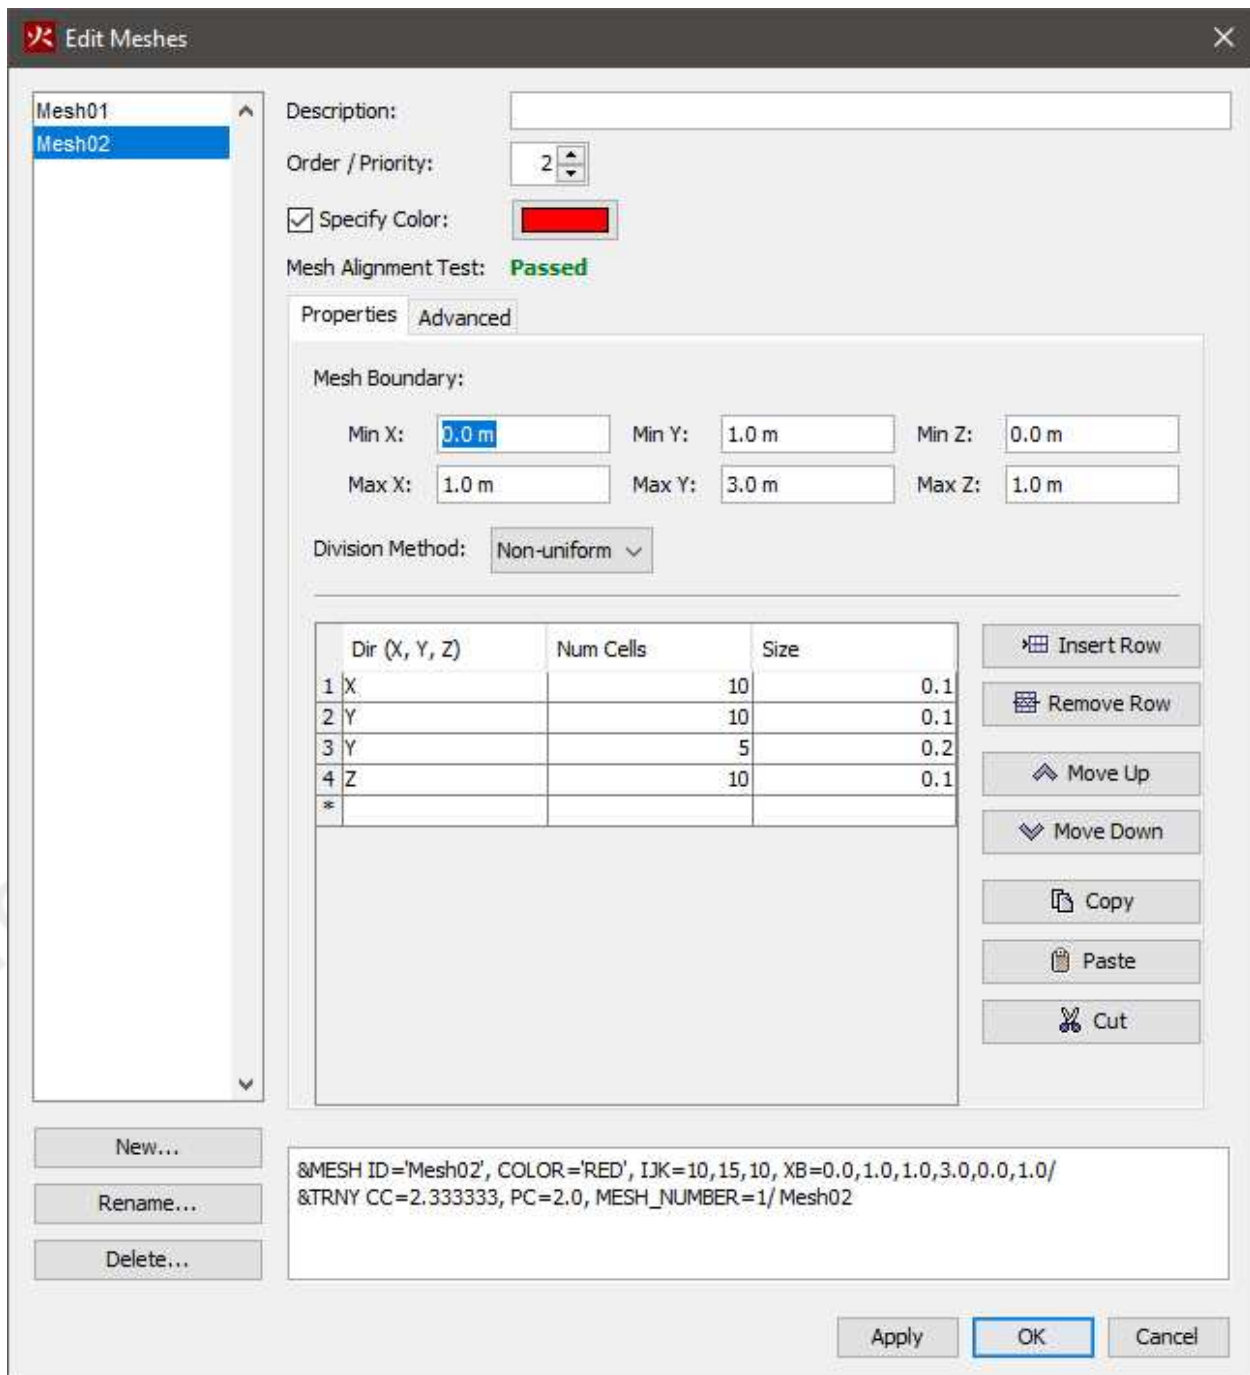 Edit Meshes
Mesh01
Mesh02
Description:
Order / Priority: 2
Specify Color:
Mesh Alignment Test: Passed
Properties Advanced
Mesh Boundary:
Min X: 0.0 m Min Y: 1.0 m Min Z: 0.0 m
Max X: 1.0 m Max Y: 3.0 m Max Z: 1.0 m
Division Method: Non-uniform
Dir (X, Y, Z) Num Cells Size
1 X 10 0.1
2 Y 10 0.1
3 Y 5 0.2
4 Z 10 0.1
*
Insert Row
Remove Row
Move Up
Move Down
Copy
Paste
Cut
New...
Rename...
Delete...
&MESH ID='Mesh02', COLOR='RED', IJK=10,15,10, XB=0.0,1.0,1.0,3.0,0.0,1.0/
&TRNY CC=2.333333, PC=2.0, MESH_NUMBER=1/ Mesh02
Apply OK Cancel